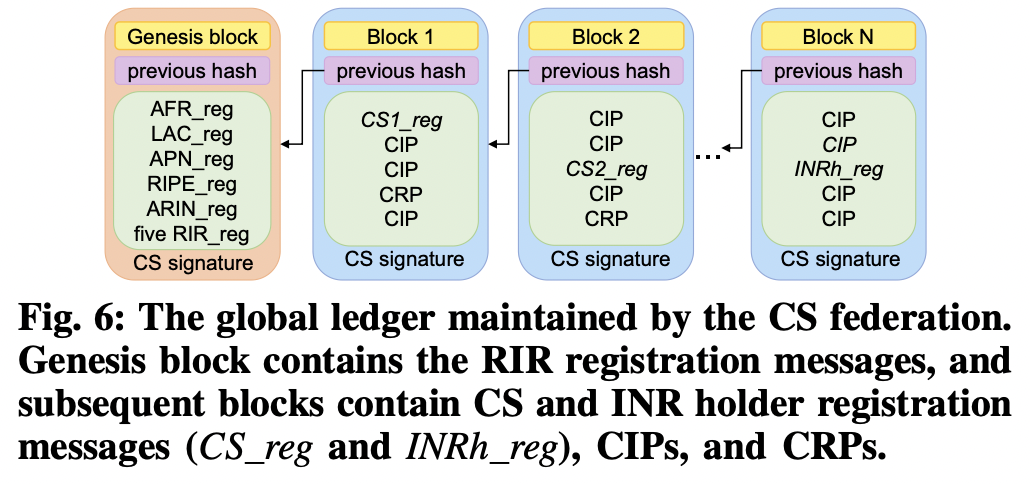 Genesis block
previous hash
AFR_reg
LAC_reg
APN_reg
RIPE_reg
ARIN_reg
five RIR_reg
CS signature
Block 1
previous hash
CS1_reg
CIP
CIP
CRP
CIP
CS signature
Block 2
previous hash
CIP
CIP
CS2_reg
CIP
CRP
CS signature
...
Block N
previous hash
CIP
CIP
INRh_reg
CIP
CIP
CS signature
Fig. 6: The global ledger maintained by the CS federation.
Genesis block contains the RIR registration messages, and
subsequent blocks contain CS and INR holder registration
messages (CS_reg and INRh_reg), CIPs, and CRPs.